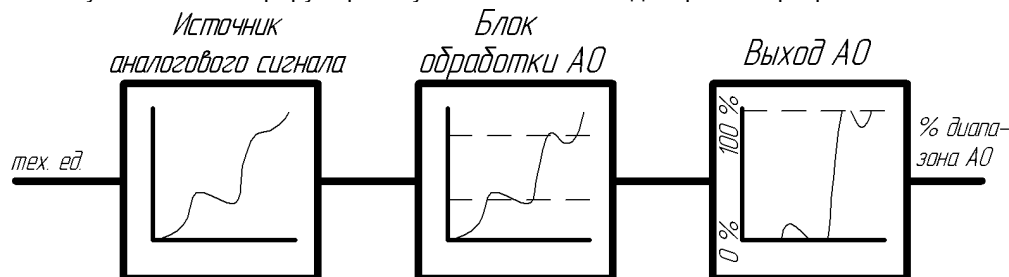 Источник
аналогового сигнала
Блок
обработки АО
Выход АО
тех. ед.
100 %
0 %
% диапа-
зона АО